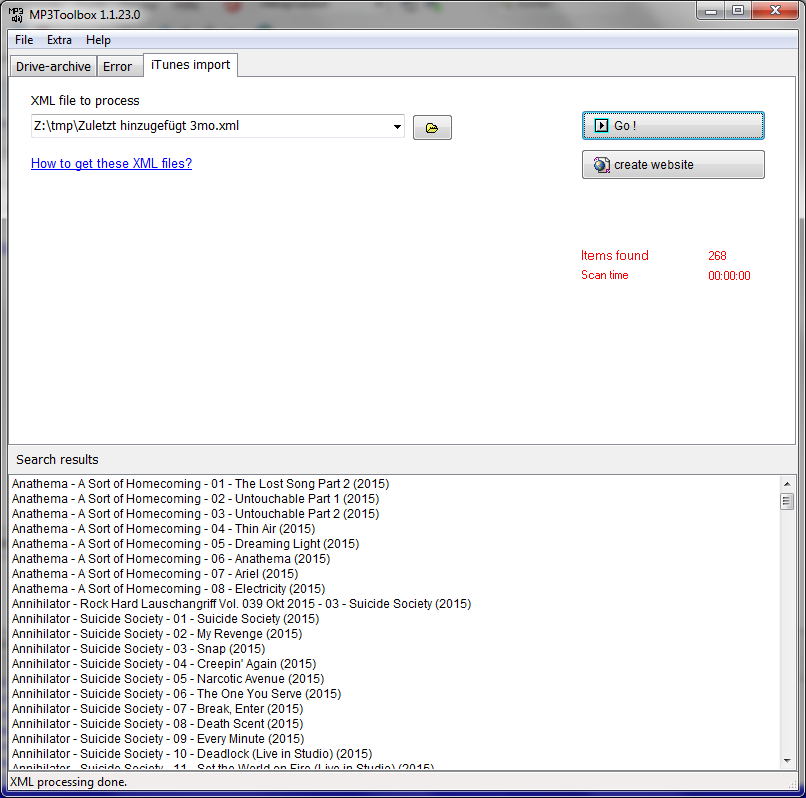 MP3 MP3Toolbox 1.1.23.0
File Extra Help
Drive-archive Error iTunes import
XML file to process
Z:\tmp\Zuletzt hinzugefügt 3mo.xml
Go !
How to get these XML files?
create website
Items found 268
Scan time 00:00:00
Search results
Anathema - A Sort of Homecoming - 01 - The Lost Song Part 2 (2015)
Anathema - A Sort of Homecoming - 02 - Untouchable Part 1 (2015)
Anathema - A Sort of Homecoming - 03 - Untouchable Part 2 (2015)
Anathema - A Sort of Homecoming - 04 - Thin Air (2015)
Anathema - A Sort of Homecoming - 05 - Dreaming Light (2015)
Anathema - A Sort of Homecoming - 06 - Anathema (2015)
Anathema - A Sort of Homecoming - 07 - Ariel (2015)
Anathema - A Sort of Homecoming - 08 - Electricity (2015)
Annihilator - Rock Hard Lauschangriff Vol. 039 Okt 2015 - 03 - Suicide Society (2015)
Annihilator - Suicide Society - 01 - Suicide Society (2015)
Annihilator - Suicide Society - 02 - My Revenge (2015)
Annihilator - Suicide Society - 03 - Snap (2015)
Annihilator - Suicide Society - 04 - Creepin' Again (2015)
Annihilator - Suicide Society - 05 - Narcotic Avenue (2015)
Annihilator - Suicide Society - 06 - The One You Serve (2015)
Annihilator - Suicide Society - 07 - Break, Enter (2015)
Annihilator - Suicide Society - 08 - Death Scent (2015)
Annihilator - Suicide Society - 09 - Every Minute (2015)
Annihilator - Suicide Society - 10 - Deadlock (Live in Studio) (2015)
Annihilator - Suicide Society - 11 - Set the World on Fire (Live in Studio) (2015)
XML processing done.